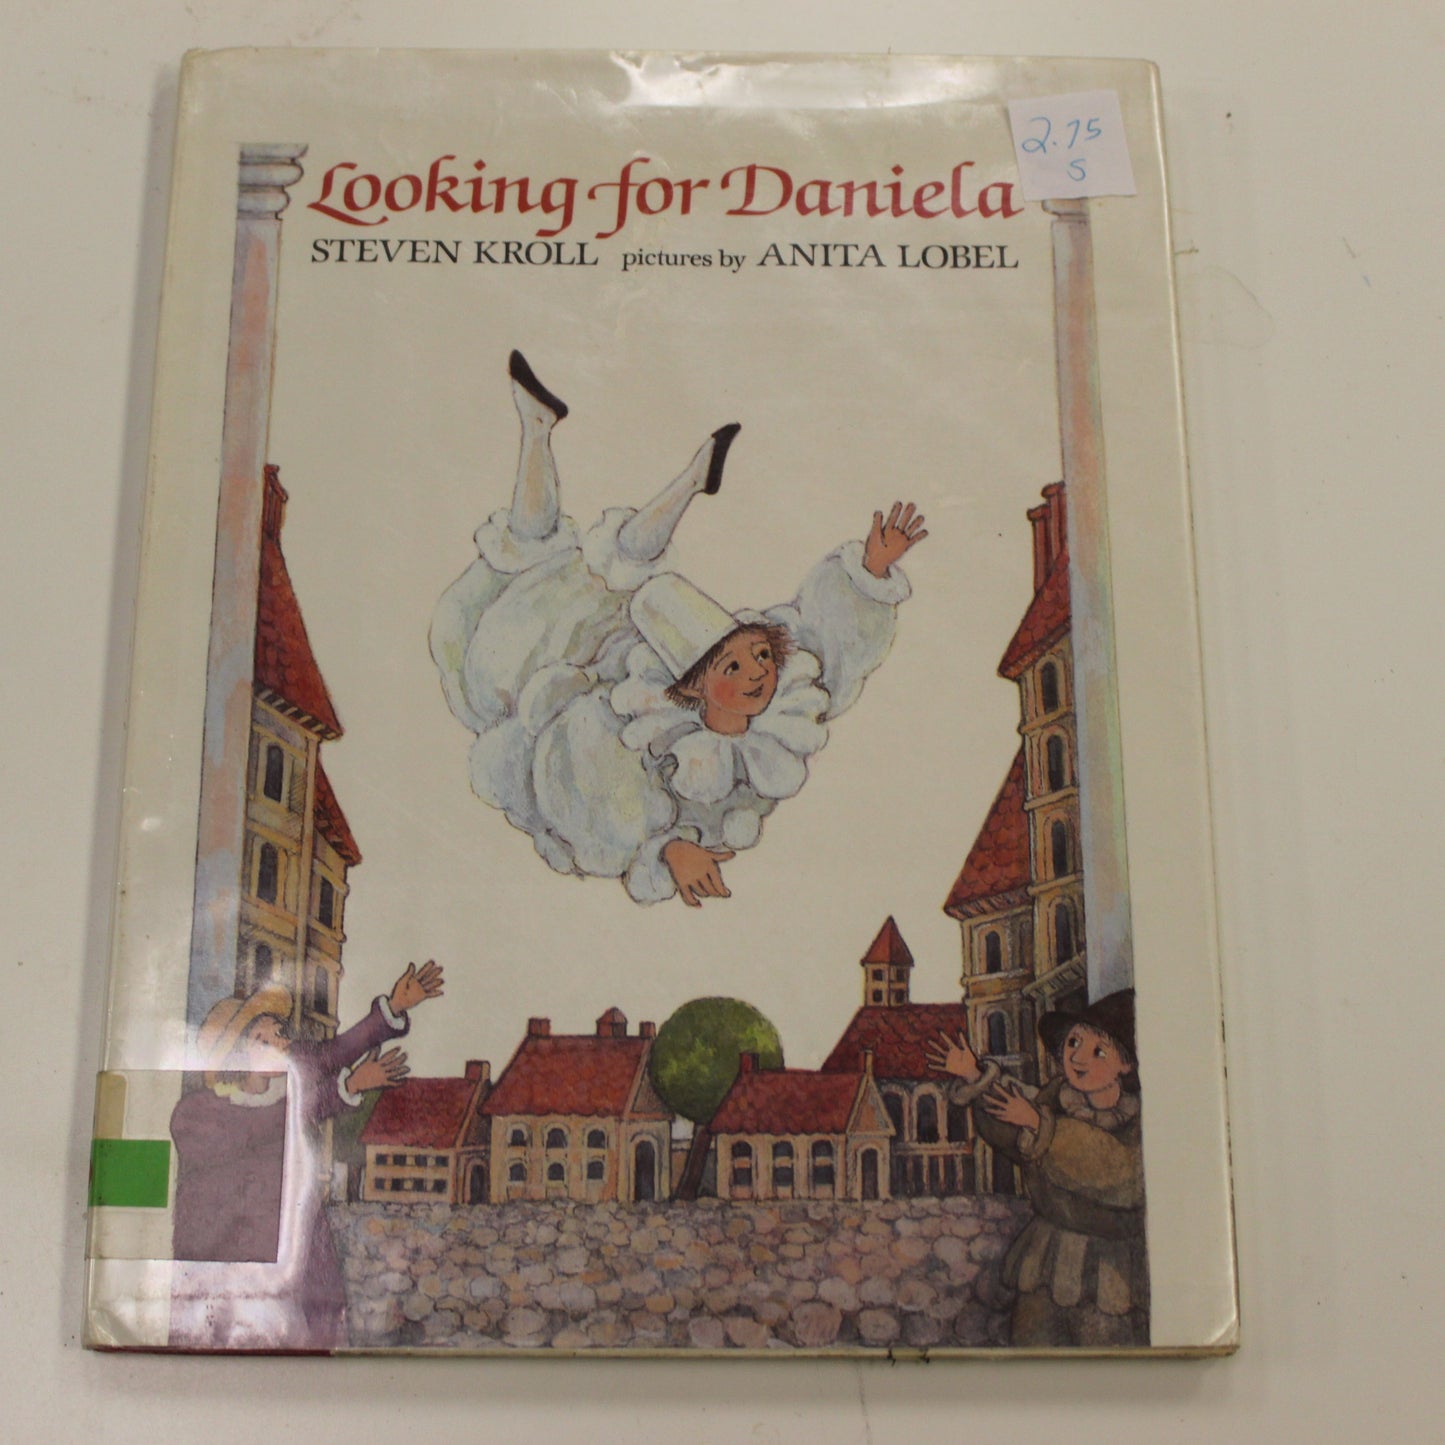 2.75
S
Looking for Daniela
STEVEN KROLL pictures by ANITA LOBEL